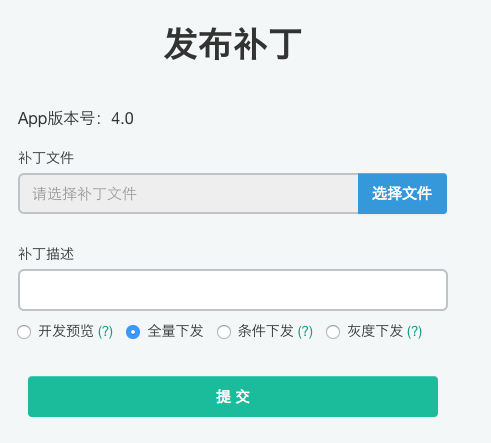 发布补丁
App版本号：4.0
补丁文件
请选择补丁文件 选择文件
补丁描述
开发预览 (?) 全量下发 条件下发 (?) 灰度下发 (?)
提 交